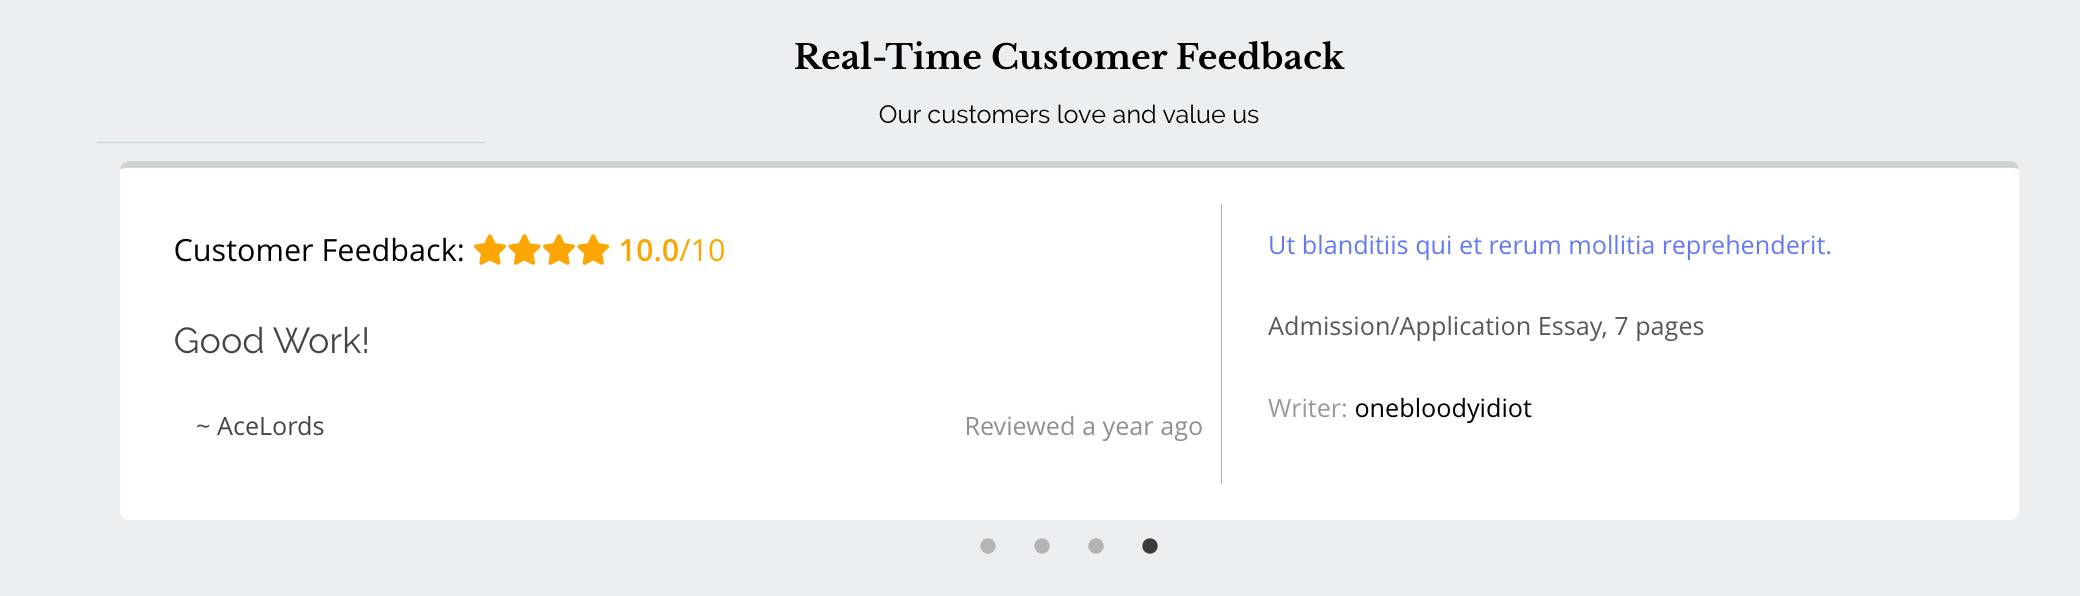 Real-Time Customer Feedback
Our customers love and value us
Customer Feedback: 10.0/10
Good Work!
~ AceLords
Reviewed a year ago
Ut blanditiis qui et rerum mollitia reprehenderit.
Admission/Application Essay, 7 pages
Writer: onebloodyidiot